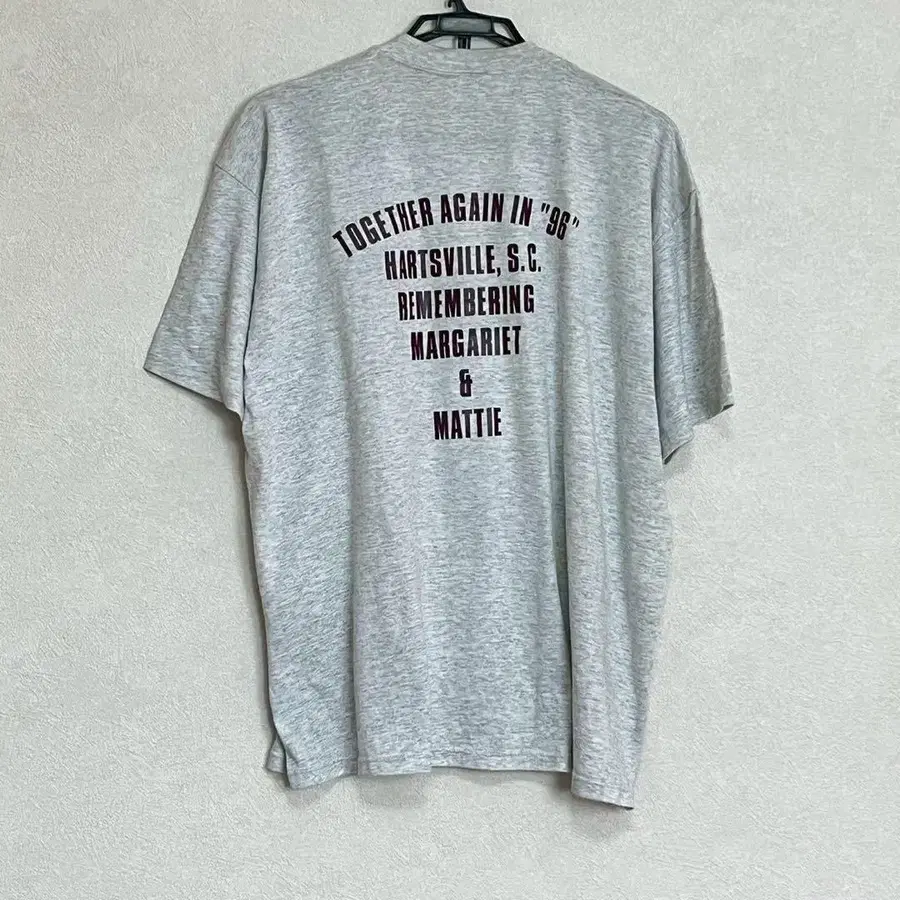 TOGETHER AGAIN IN "96"
HARTSVILLE, S.C.
REMEMBERING
MARGARIET
&
MATTIE